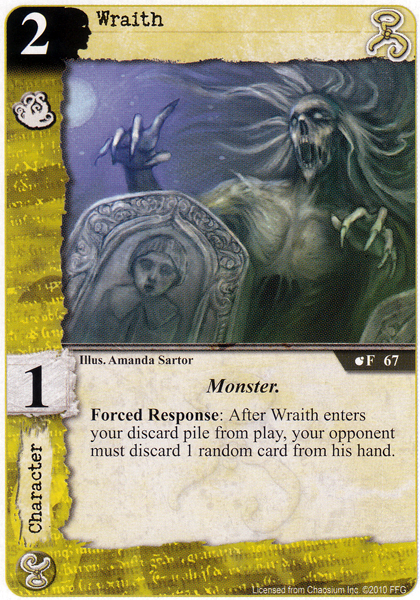 2
Wraith
Illus. Amanda Sartor
F 67
1
Monster.
Forced Response: After Wraith enters
your discard pile from play, your opponent
must discard 1 random card from his hand.
Character
Licensed from Chaosium Inc. ©2010 FFG